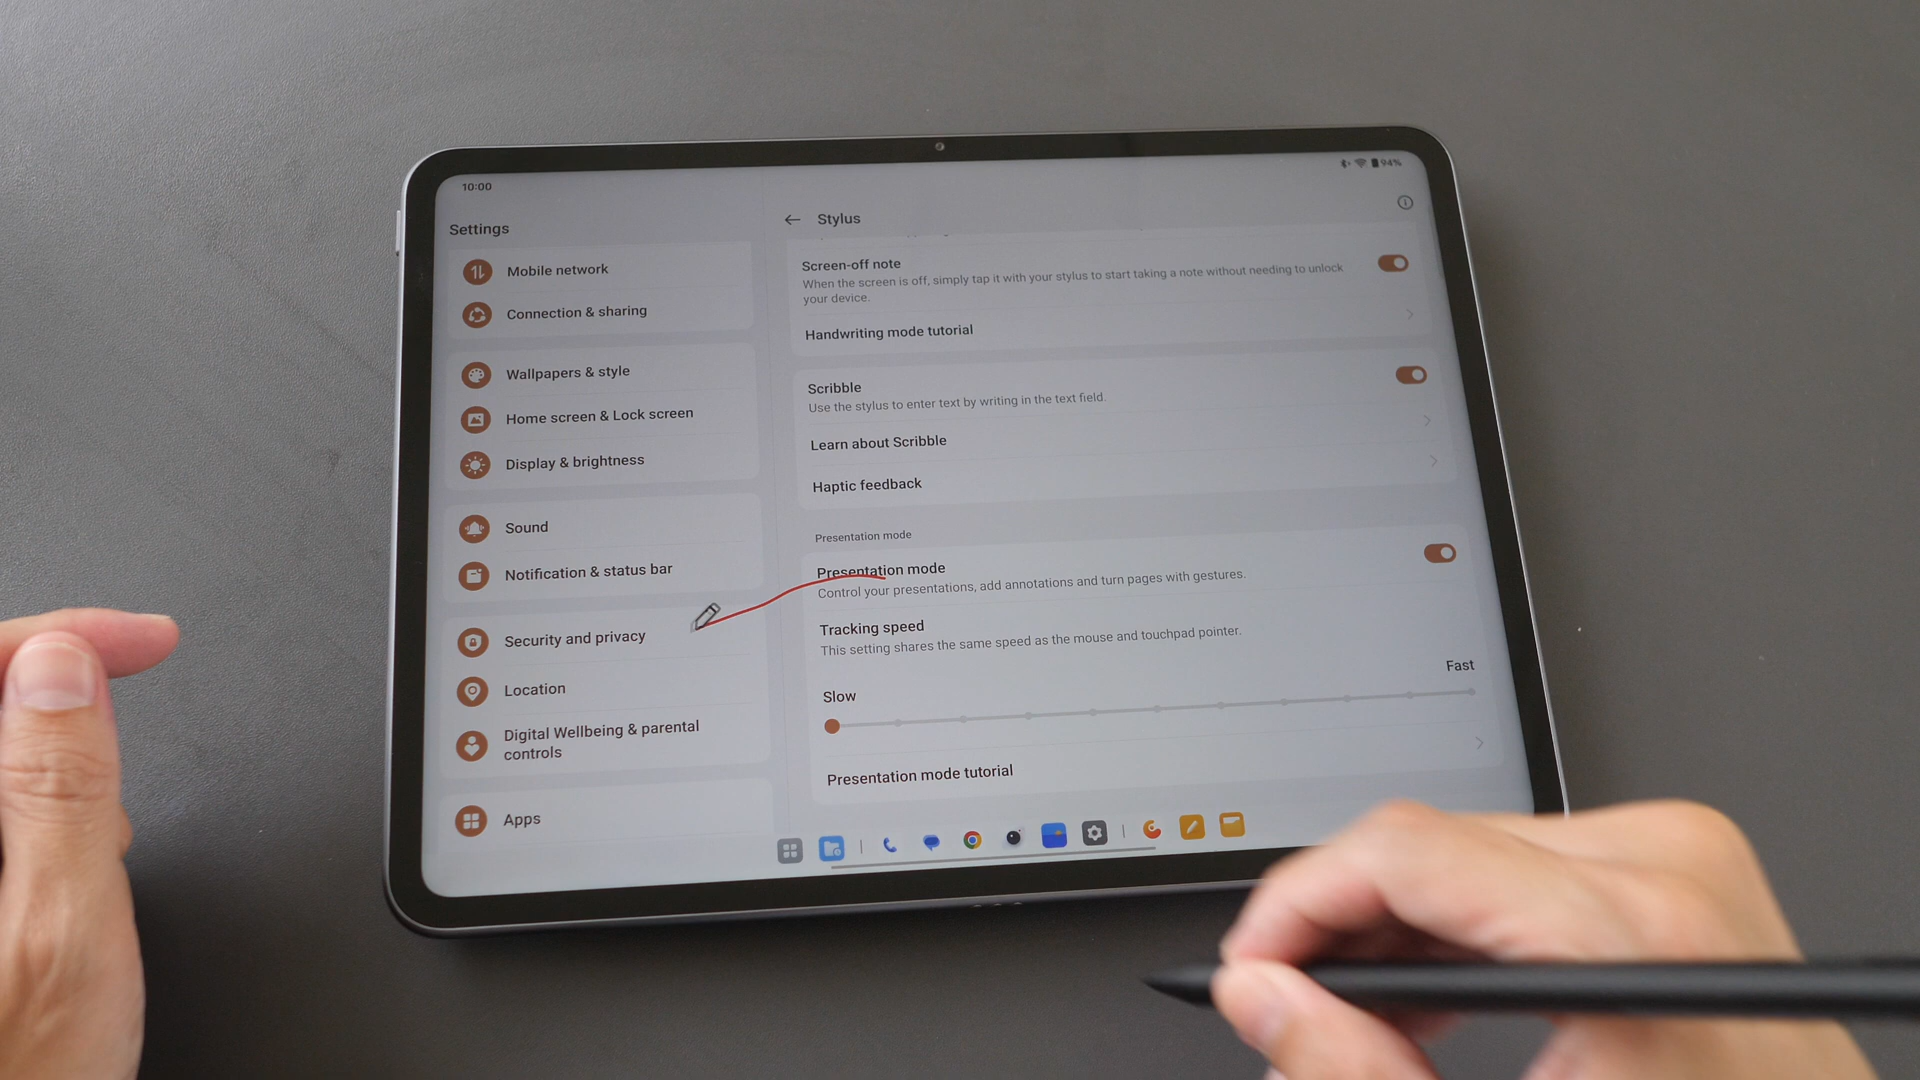 10:00
94%
Settings
Mobile network
Connection & sharing
Wallpapers & style
Home screen & Lock screen
Display & brightness
Sound
Notification & status bar
Security and privacy
Location
Digital Wellbeing & parental
controls
Apps
Stylus
Screen-off note
When the screen is off, simply tap it with your stylus to start taking a note without needing to unlock
your device.
Handwriting mode tutorial
Scribble
Use the stylus to enter text by writing in the text field.
Learn about Scribble
Haptic feedback
Presentation mode
Presentation mode
Control your presentations, add annotations and turn pages with gestures.
Tracking speed
This setting shares the same speed as the mouse and touchpad pointer.
Slow
Fast
Presentation mode tutorial